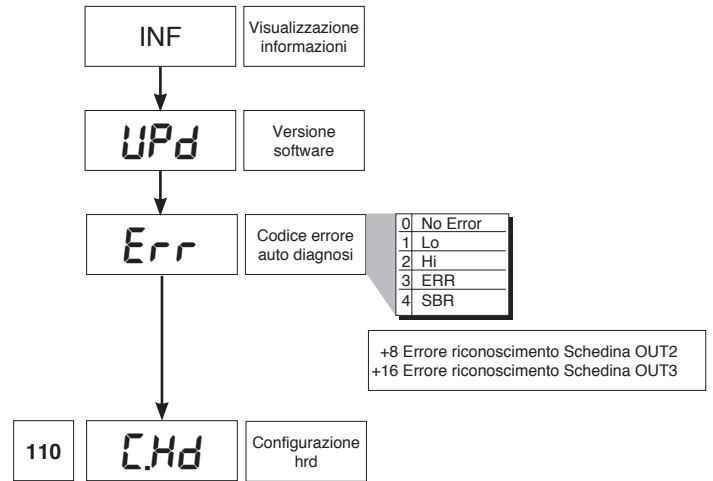 INF
Visualizzazione
informazioni
UPd
Versione
software
Err
Codice errore
auto diagnosi
0 No Error
1 Lo
2 Hi
3 ERR
4 SBR
+8 Errore riconoscimento Schedina OUT2
+16 Errore riconoscimento Schedina OUT3
110
C.Hd
Configurazione
hrd